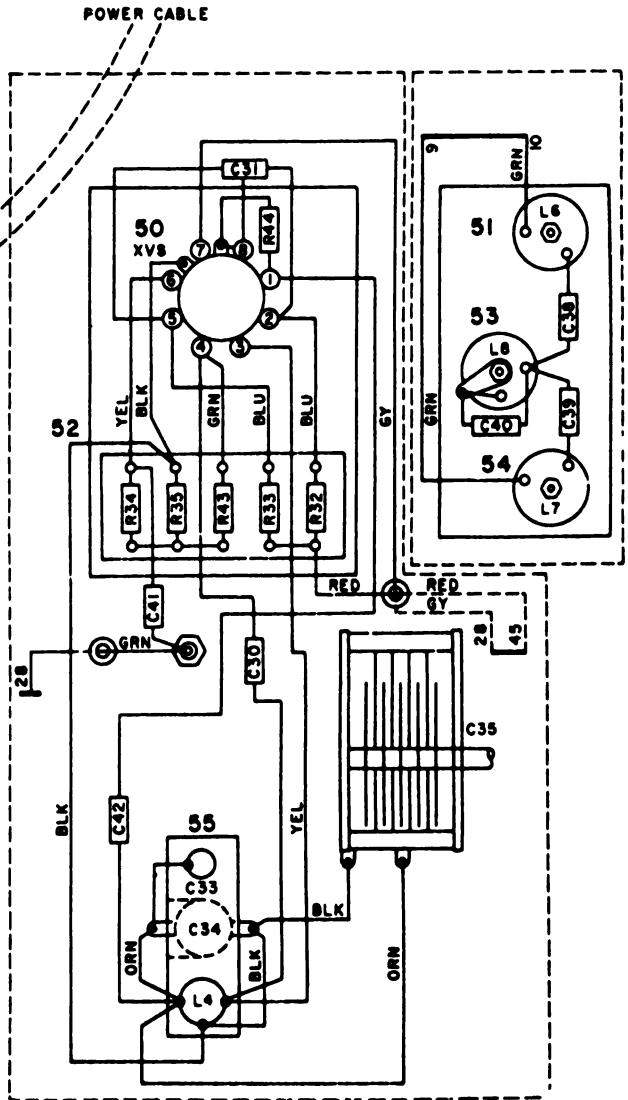 POWER CABLE
9
10
GRN
C31
50
XVS
R44
7
8
6
1
5
2
4
3
51
L6
C38
53
L8
C40
C39
GRN
54
L7
YEL
BLK
GRN
BLU
BLU
GY
52
R34
R35
R43
R33
R32
RED
RED
GY
C41
28
GRN
C30
28
45
C35
BLK
C42
YEL
55
C33
C34
BLK
ORN
BLK
ORN
L4